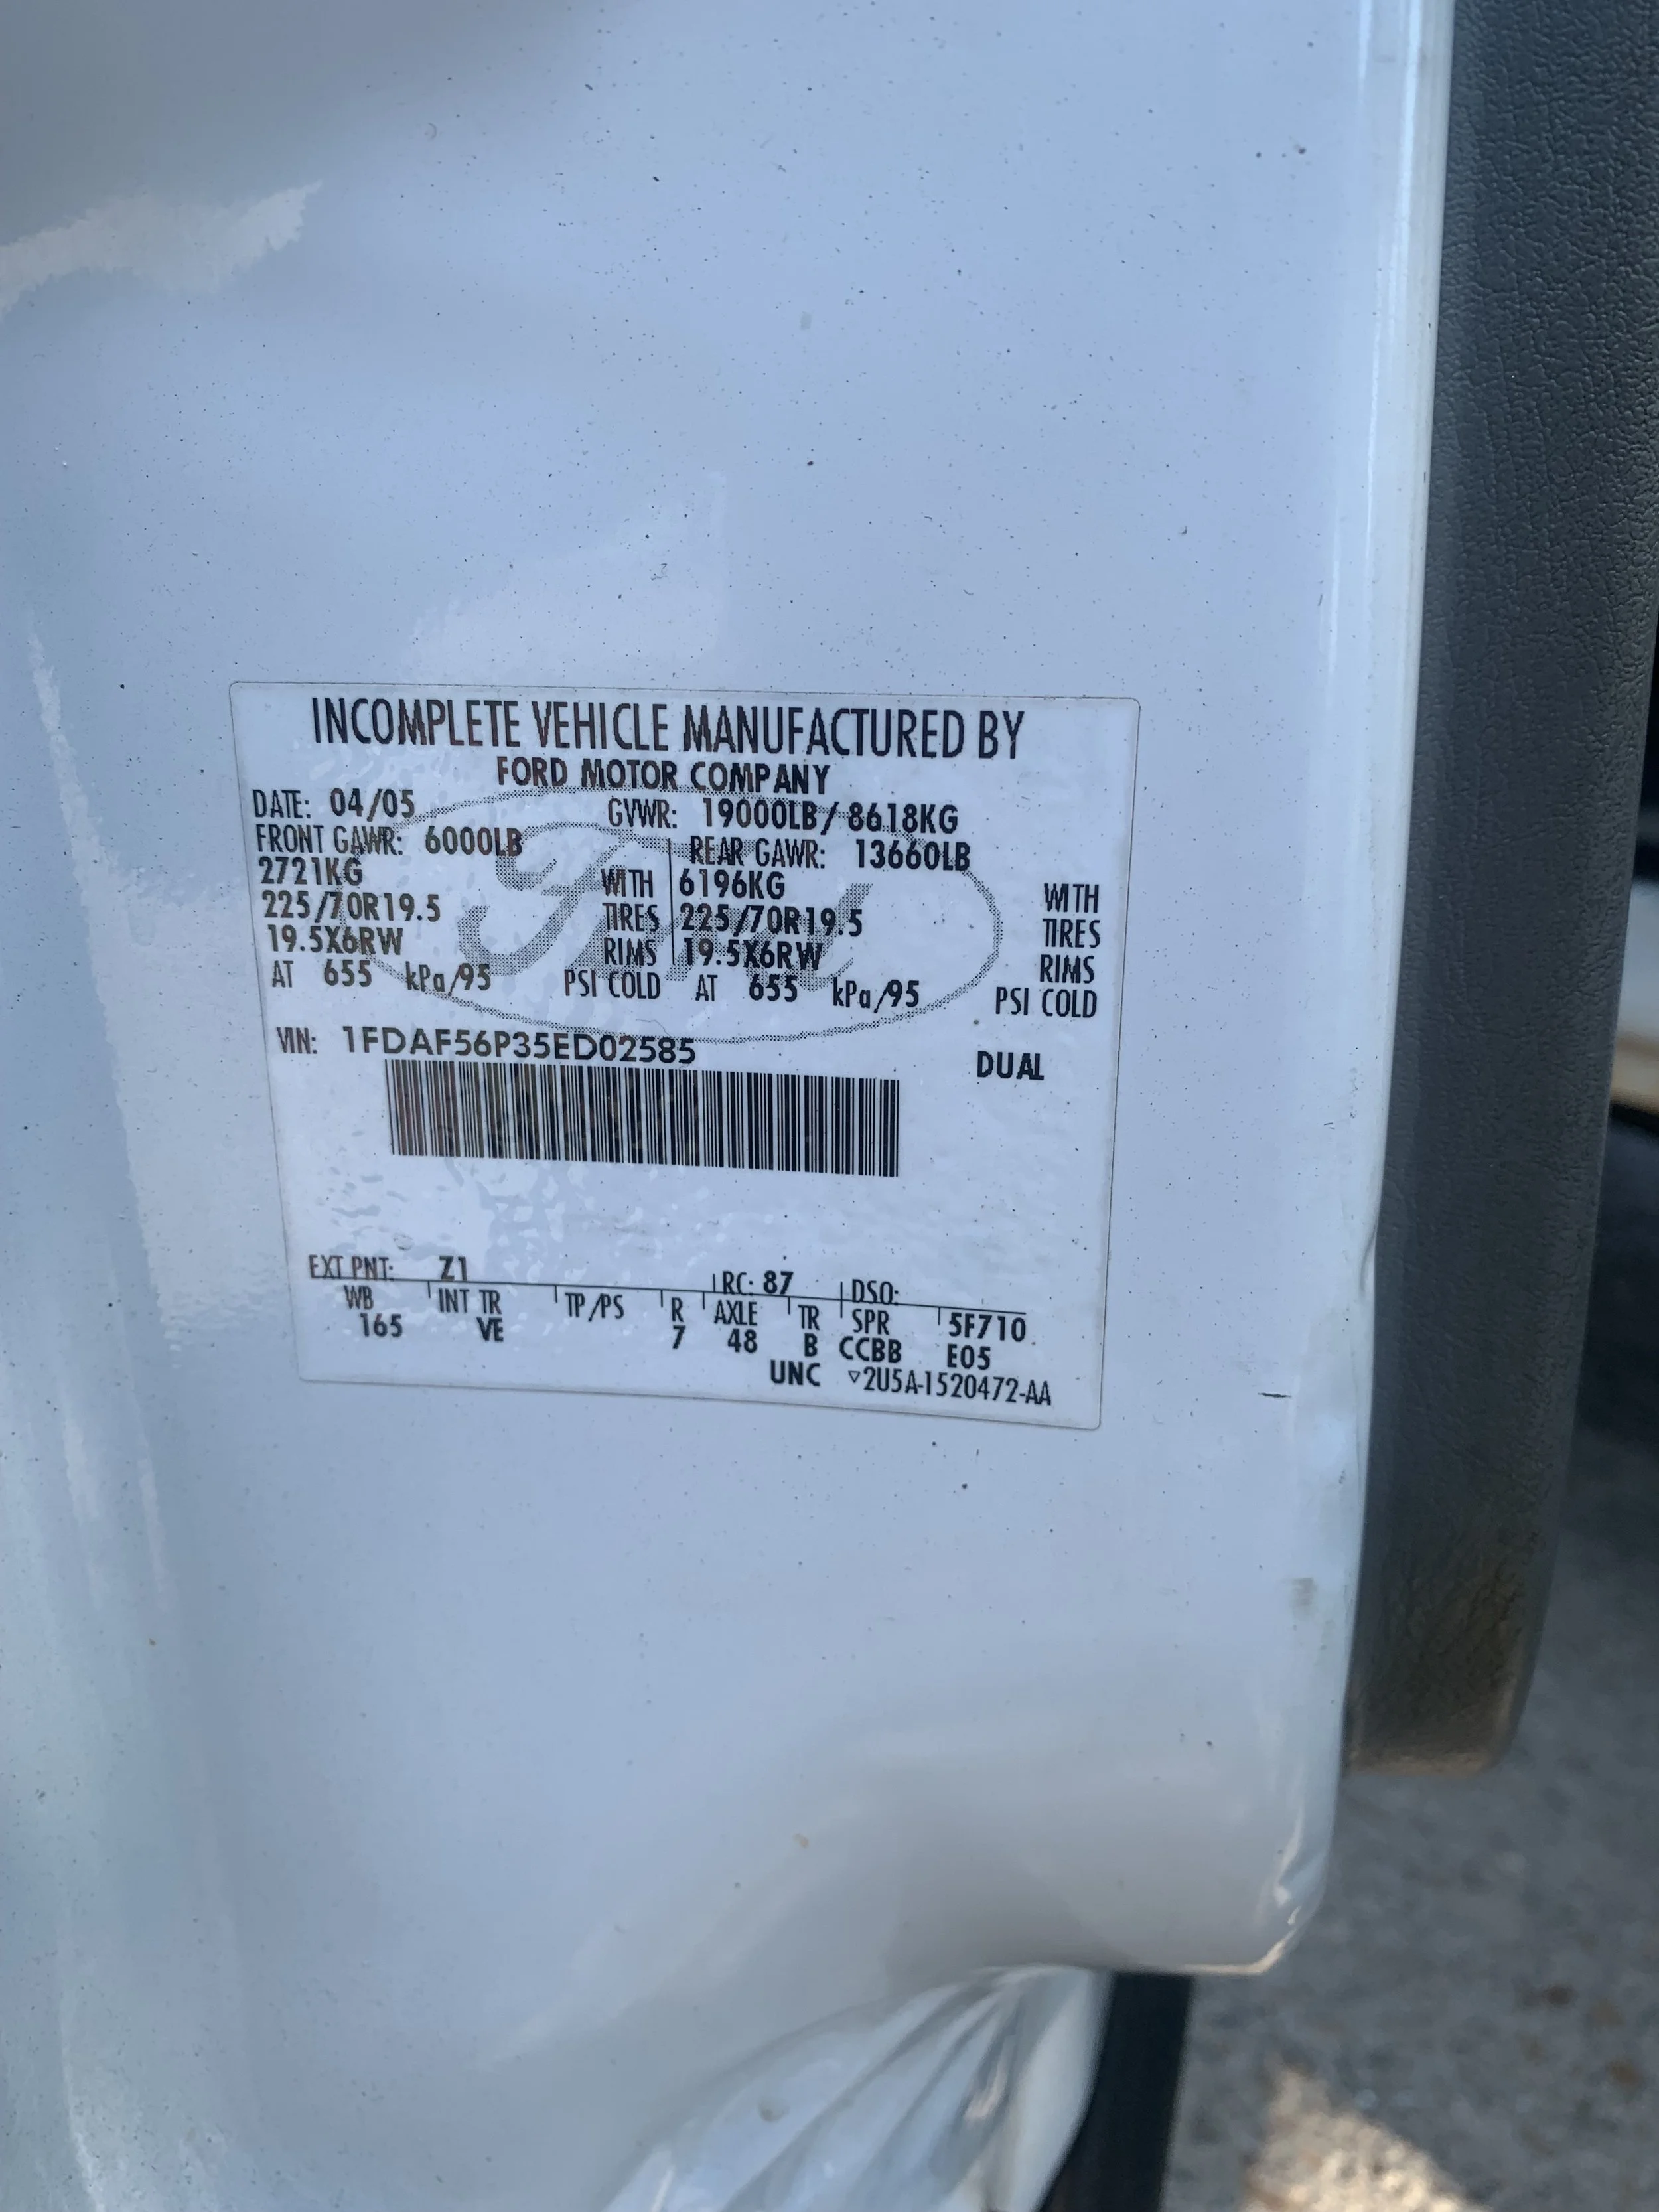 INCOMPLETE VEHICLE MANUFACTURED BY
FORD MOTOR COMPANY
DATE: 04/05 GVWR: 19000LB/ 8618KG
FRONT GAWR: 6000LB REAR GAWR: 13660LB
2721KG WITH 6196KG WITH
225/70R19.5 TIRES 225/70R19.5 TIRES
19.5X6RW RIMS 19.5X6RW RIMS
AT 655 kPa/95 PSI COLD AT 655 kPa/95 PSI COLD
VIN: 1FDAF56P35ED02585 DUAL
EXT PNT: Z1 RC: 87 DSO:
WB INT TR TP/PS R AXLE TR SPR 5F710
165 VE 7 48 B CCBB E05
UNC ▿2U5A-1520472-AA
Ford